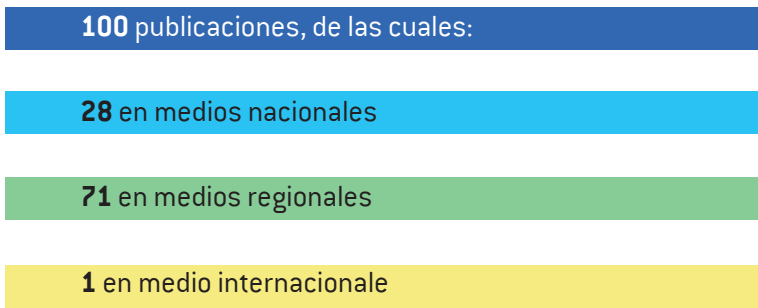 100 publicaciones, de las cuales:
28 en medios nacionales
71 en medios regionales
1 en medio internacionale